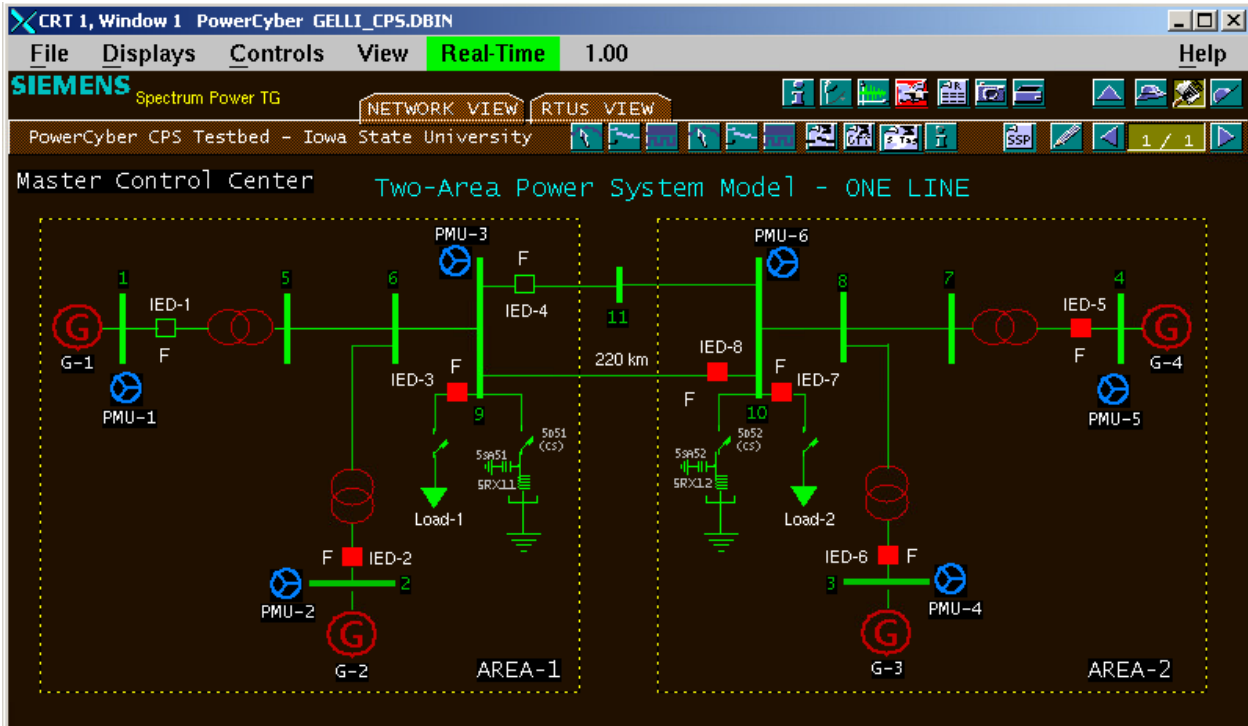 CRT 1, Window 1 PowerCyber GELLI_CPS.DBIN
File Displays Controls View Real-Time 1.00 Help
SIEMENS Spectrum Power TG
NETWORK VIEW RTUS VIEW
PowerCyber CPS Testbed - Iowa State University
SSP
1 / 1
Master Control Center
Two-Area Power System Model - ONE LINE
PMU-3
PMU-6
F
1
5
6
8
7
4
IED-1
IED-4
11
IED-5
G
G-1
F
PMU-1
220 km
IED-8
F
G
G-4
PMU-5
IED-3
F
9
F
IED-7
10
5D51
(CS)
5SA51
5RX11
Load-1
5D52
(CS)
5SA52
5RX12
Load-2
F
IED-2
IED-6
F
PMU-2
2
3
PMU-4
G
G-2
G
G-3
AREA-1
AREA-2